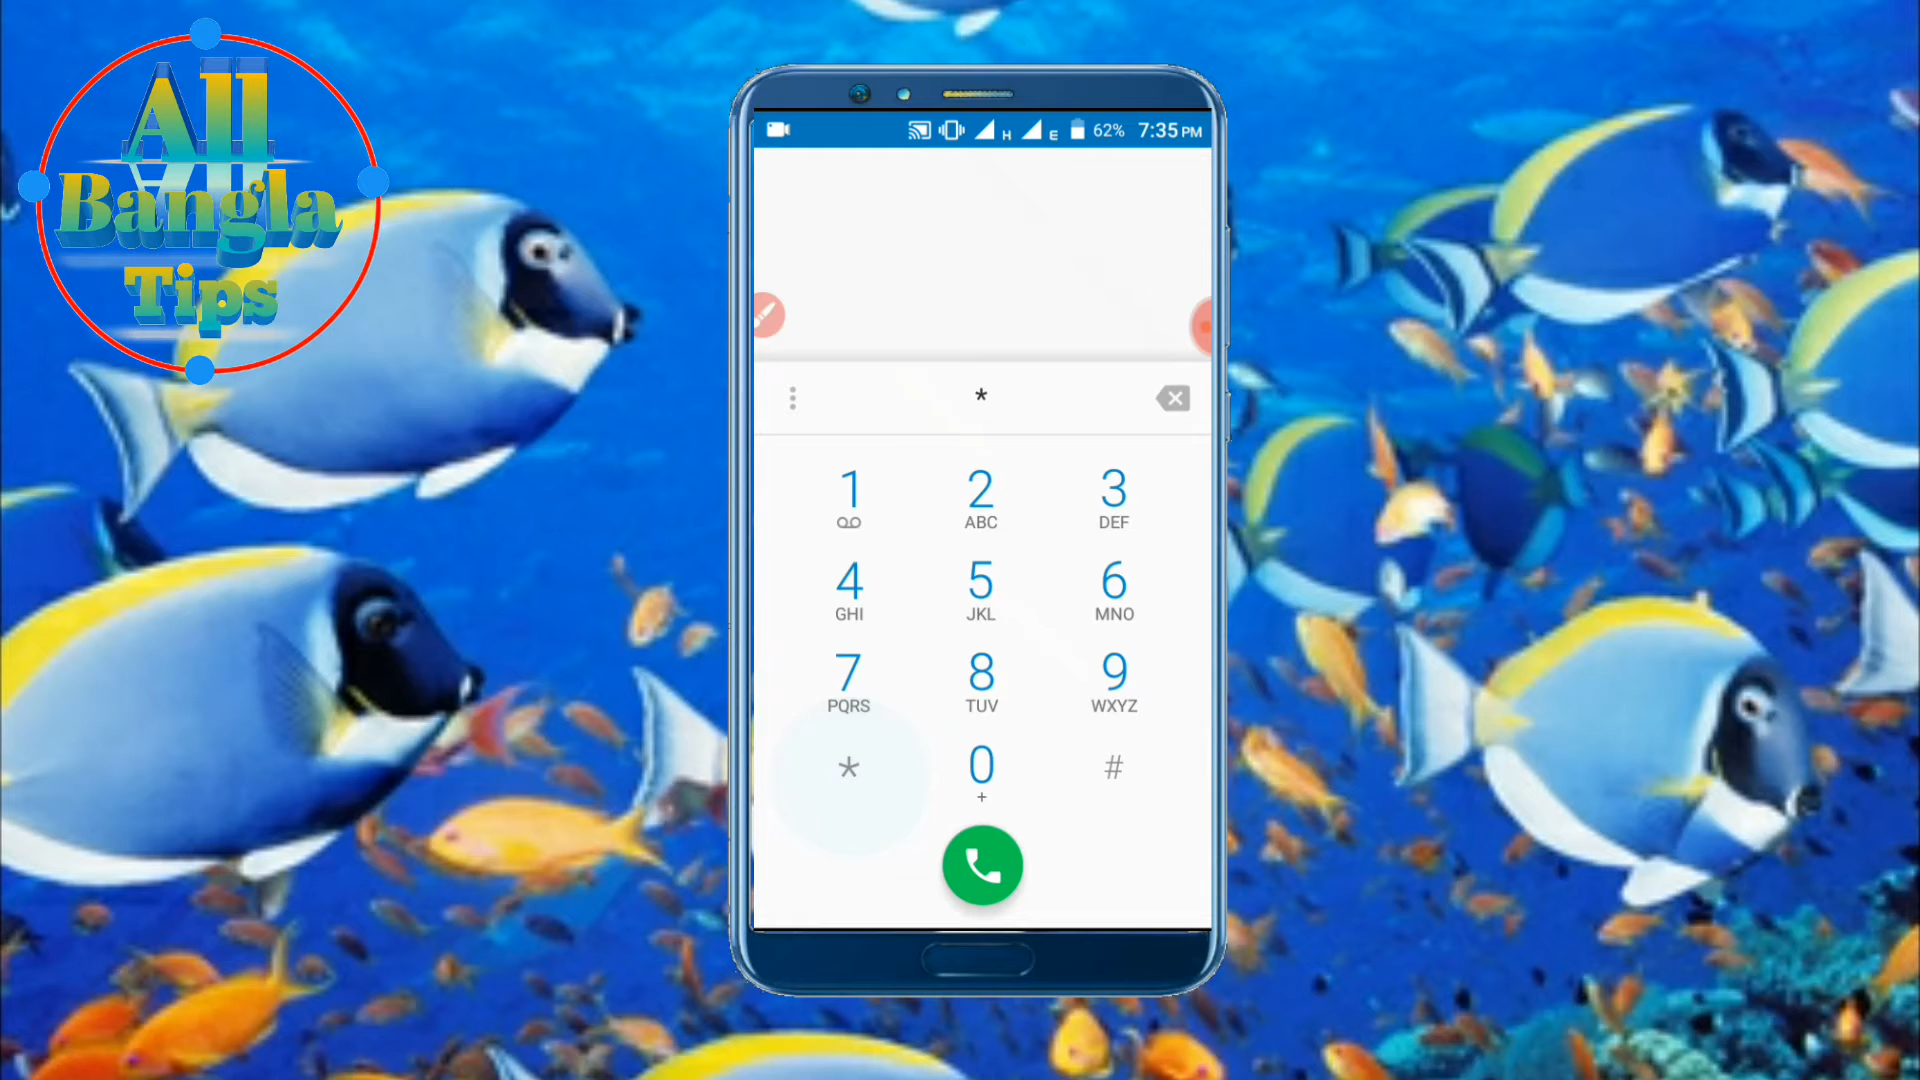 All
Bangla
Tips
H E 62% 7:35 PM
*
1 2 3
ABC DEF
4 5 6
GHI JKL MNO
7 8 9
PQRS TUV WXYZ
* 0 #
+